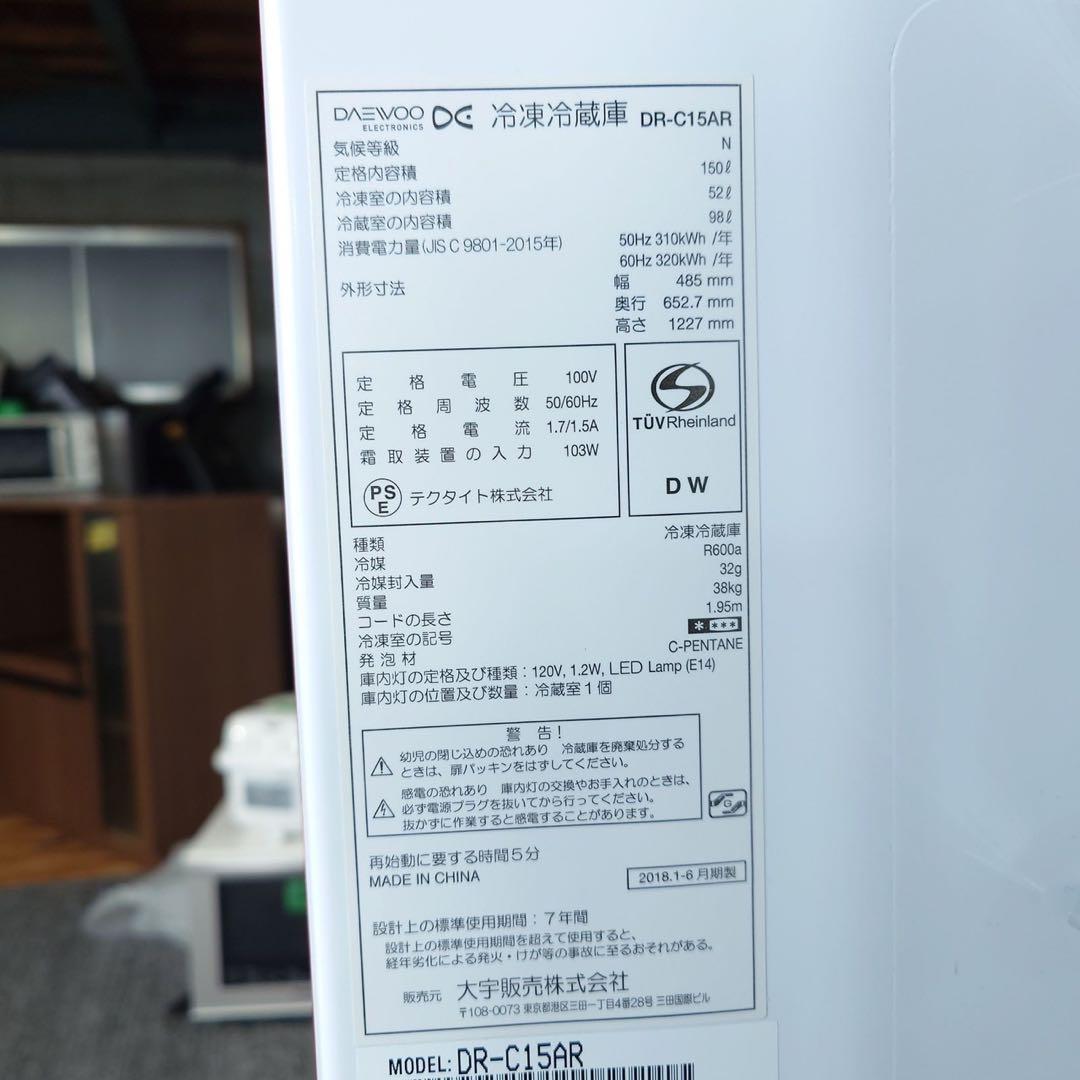 DAEWOO ELECTRONICS 冷凍冷蔵庫 DR-C15AR
気候等級 N
定格内容積 150ℓ
冷凍室の内容積 52ℓ
冷蔵室の内容積 98ℓ
消費電力量(JIS C 9801-2015年) 50Hz 310kWh /年
60Hz 320kWh /年
外形寸法 幅 485 mm
奥行 652.7 mm
高さ 1227 mm
定格電圧 100V
定格周波数 50/60Hz
定格電流 1.7/1.5A
霜取装置の入力 103W
PSE テクタイト株式会社
TÜVRheinland
DW
種類 冷凍冷蔵庫
冷媒 R600a
冷媒封入量 32g
質量 38kg
コードの長さ 1.95m
冷凍室の記号 * ***
発泡材 C-PENTANE
庫内灯の定格及び種類：120V, 1.2W, LED Lamp (E14)
庫内灯の位置及び数量：冷蔵室１個
警 告！
幼児の閉じ込めの恐れあり 冷蔵庫を廃棄処分する
ときは、扉パッキンをはずしてください。
感電の恐れあり 庫内灯の交換やお手入れのときは、
必ず電源プラグを抜いてから行ってください。
抜かずに作業すると感電することがあります。
G
再始動に要する時間５分
MADE IN CHINA
2018.1-6 月期製
設計上の標準使用期間：７年間
設計上の標準使用期間を超えて使用すると、
経年劣化による発火・けが等の事故に至るおそれがある。
販売元 大宇販売株式会社
〒108-0073 東京都港区三田一丁目4番28号 三田国際ビル
MODEL: DR-C15AR